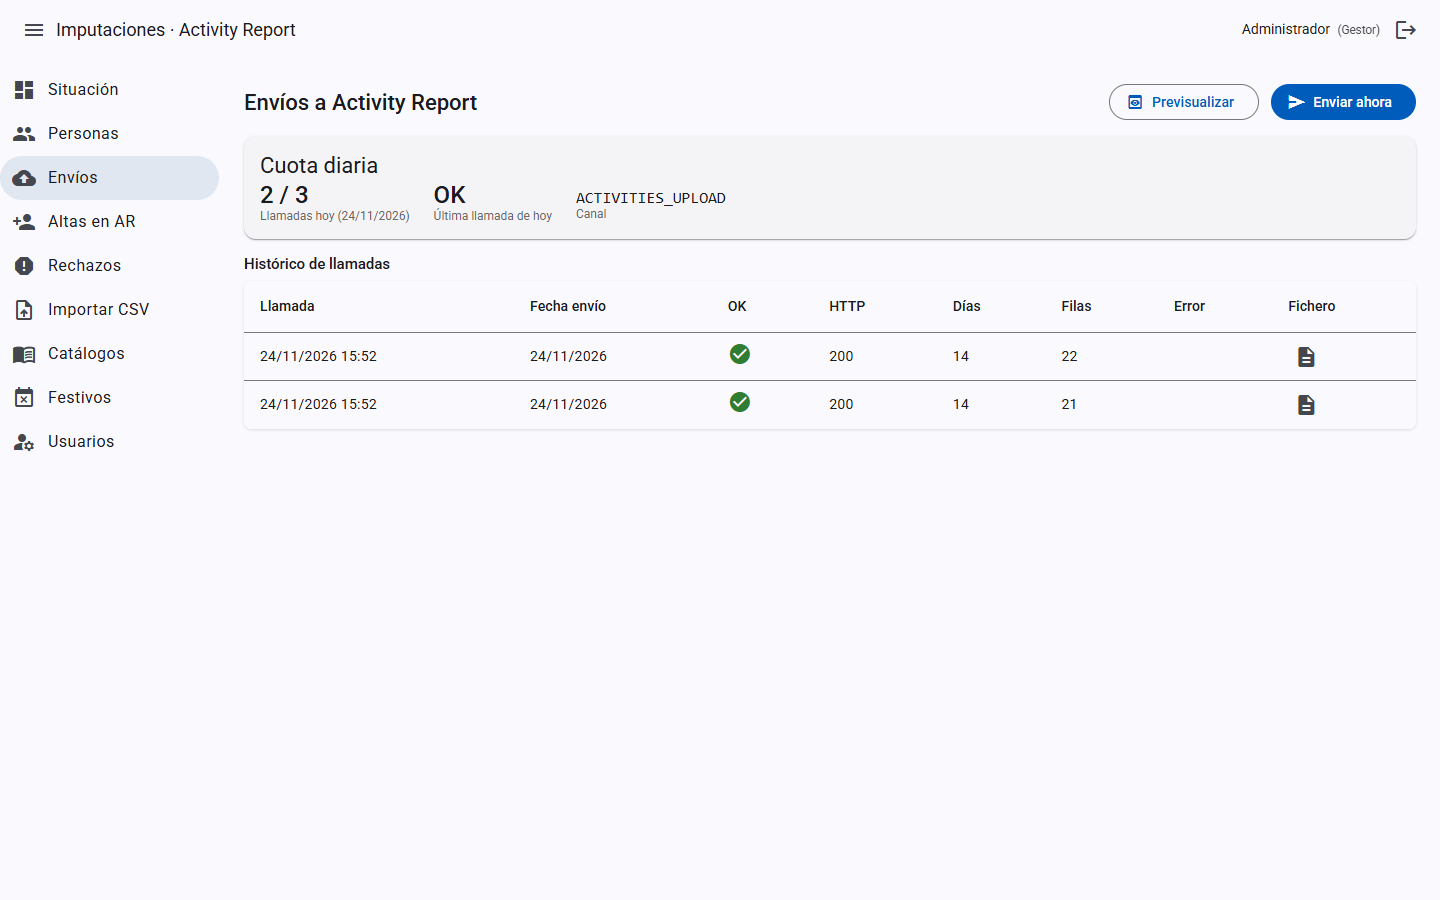 Imputaciones · Activity Report
Administrador (Gestor)
Situación
Personas
Envíos
Altas en AR
Rechazos
Importar CSV
Catálogos
Festivos
Usuarios
Envíos a Activity Report
Previsualizar
Enviar ahora
Cuota diaria
2 / 3
Llamadas hoy (24/11/2026)
OK
Última llamada de hoy
ACTIVITIES_UPLOAD
Canal
Histórico de llamadas
Llamada Fecha envío OK HTTP Días Filas Error Fichero
24/11/2026 15:52 24/11/2026 200 14 22
24/11/2026 15:52 24/11/2026 200 14 21